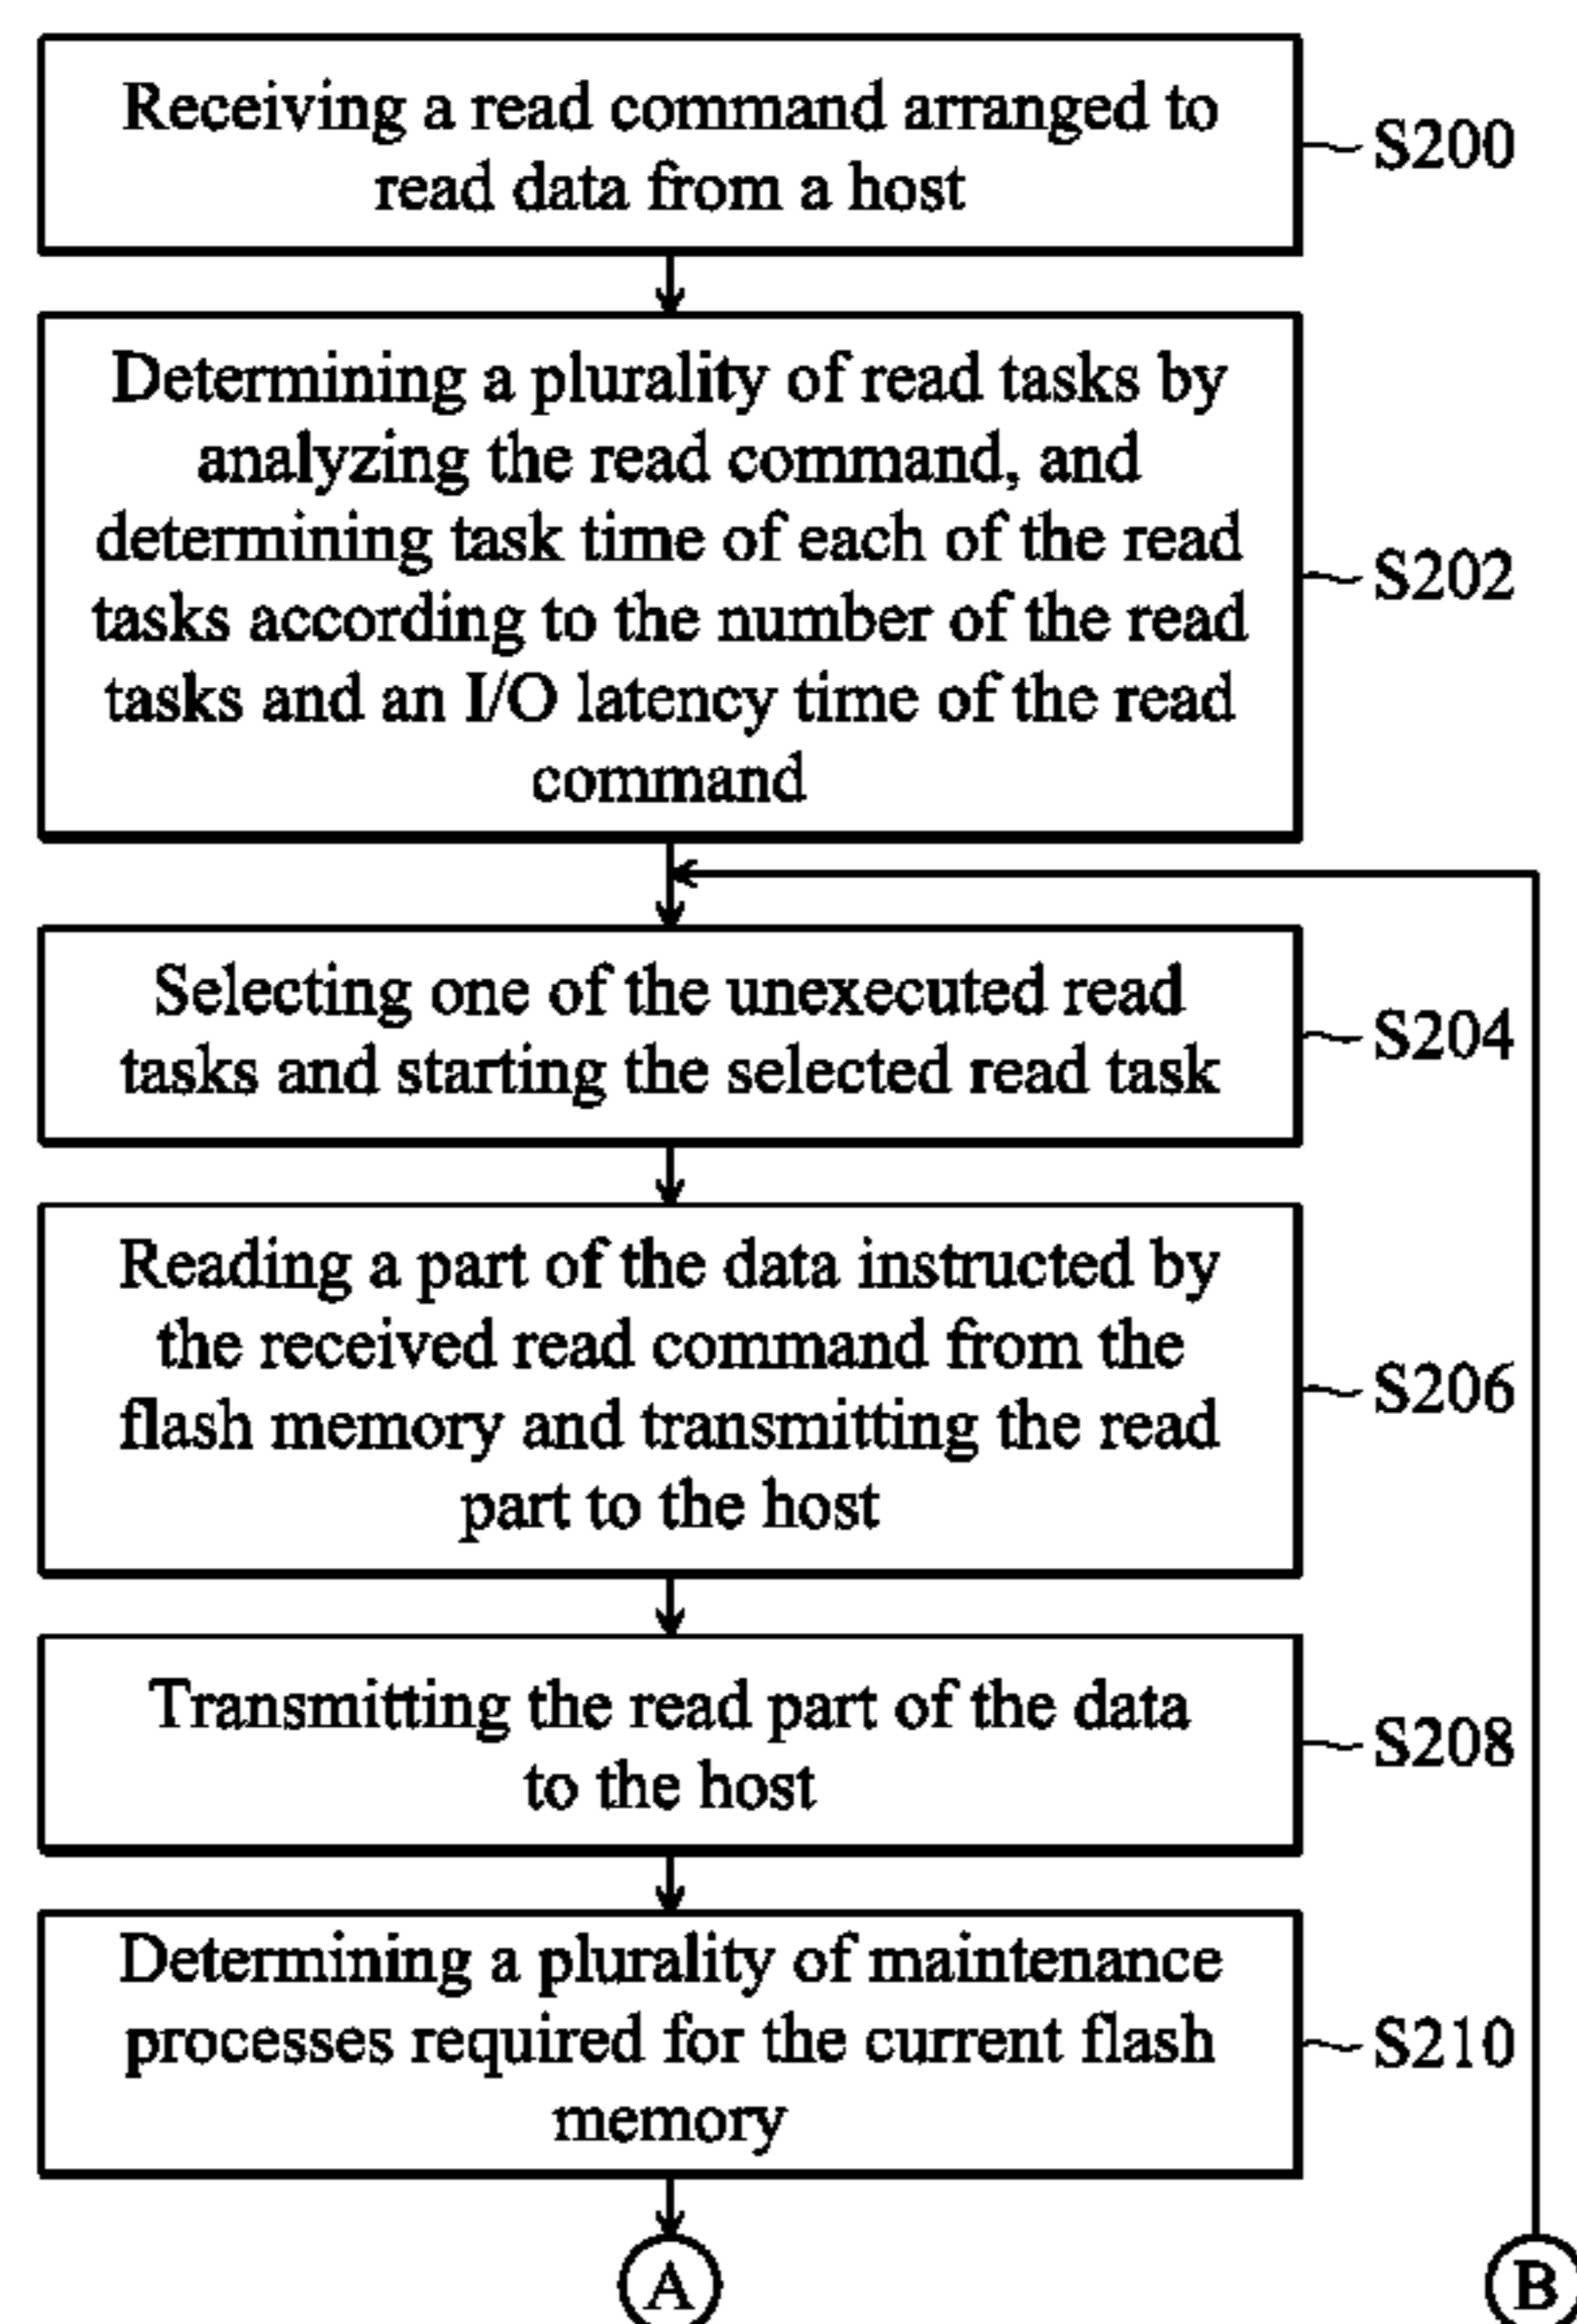 Receiving a read command arranged to
read data from a host
S200
Determining a plurality of read tasks by
analyzing the read command, and
determining task time of each of the read
tasks according to the number of the read
tasks and an I/O latency time of the read
command
S202
Selecting one of the unexecuted read
tasks and starting the selected read task
S204
Reading a part of the data instructed by
the received read command from the
flash memory and transmitting the read
part to the host
S206
Transmitting the read part of the data
to the host
S208
Determining a plurality of maintenance
processes required for the current flash
memory
S210
A
B